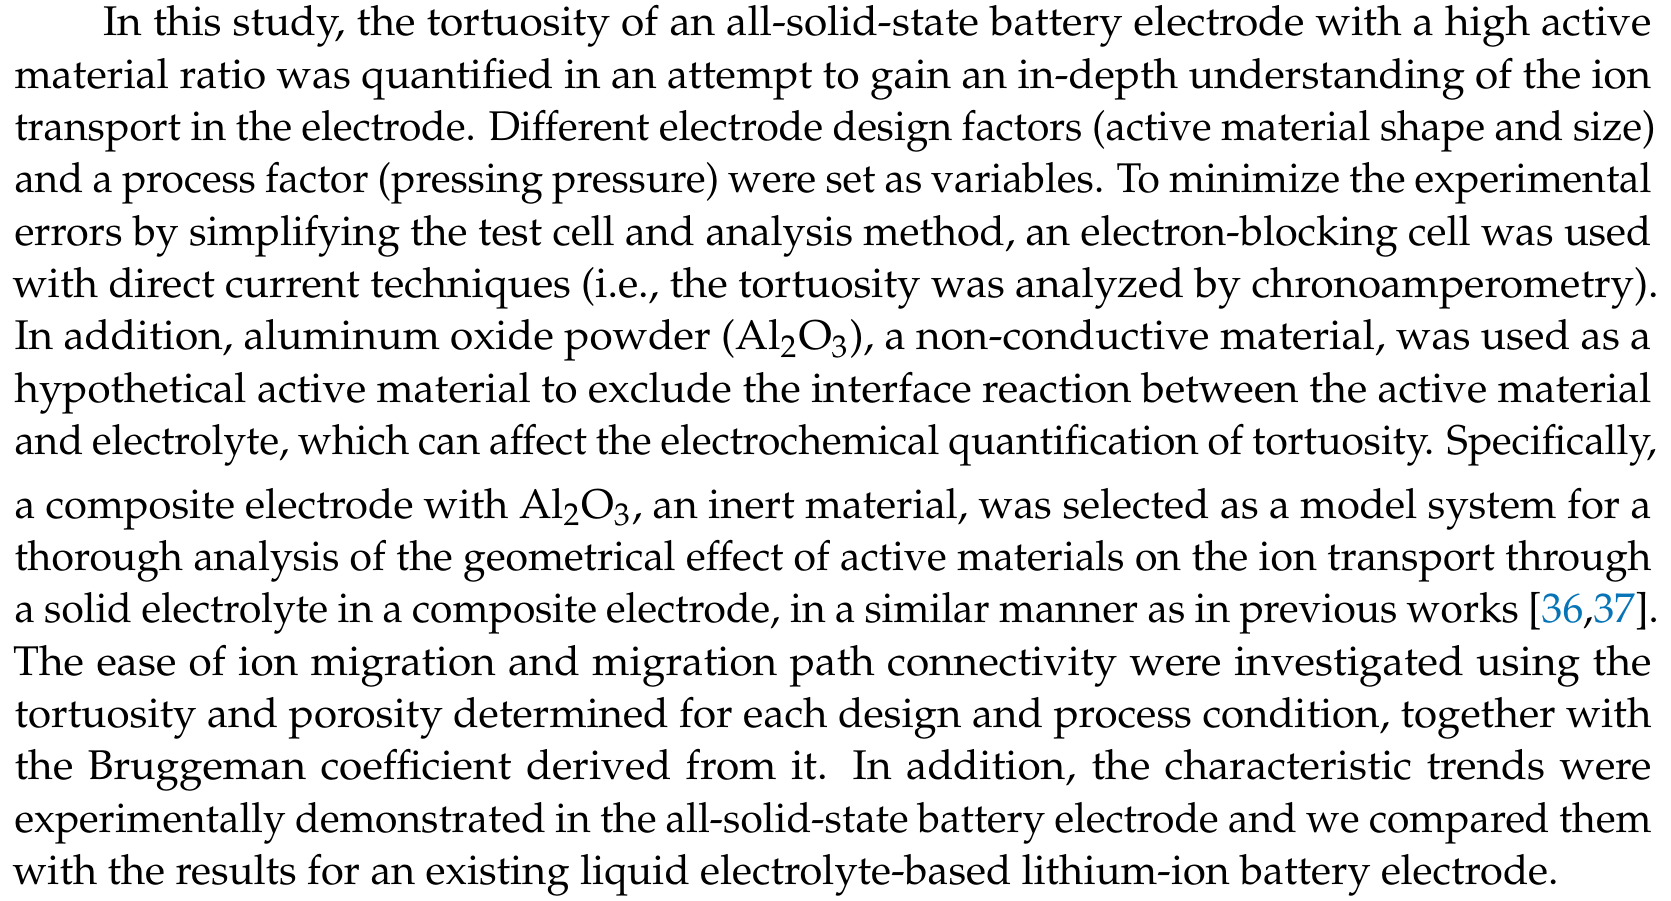 In this study, the tortuosity of an all-solid-state battery electrode with a high active
material ratio was quantified in an attempt to gain an in-depth understanding of the ion
transport in the electrode. Different electrode design factors (active material shape and size)
and a process factor (pressing pressure) were set as variables. To minimize the experimental
errors by simplifying the test cell and analysis method, an electron-blocking cell was used
with direct current techniques (i.e., the tortuosity was analyzed by chronoamperometry).
In addition, aluminum oxide powder (Al₂O₃), a non-conductive material, was used as a
hypothetical active material to exclude the interface reaction between the active material
and electrolyte, which can affect the electrochemical quantification of tortuosity. Specifically,
a composite electrode with Al₂O₃, an inert material, was selected as a model system for a
thorough analysis of the geometrical effect of active materials on the ion transport through
a solid electrolyte in a composite electrode, in a similar manner as in previous works [36,37].
The ease of ion migration and migration path connectivity were investigated using the
tortuosity and porosity determined for each design and process condition, together with
the Bruggeman coefficient derived from it. In addition, the characteristic trends were
experimentally demonstrated in the all-solid-state battery electrode and we compared them
with the results for an existing liquid electrolyte-based lithium-ion battery electrode.